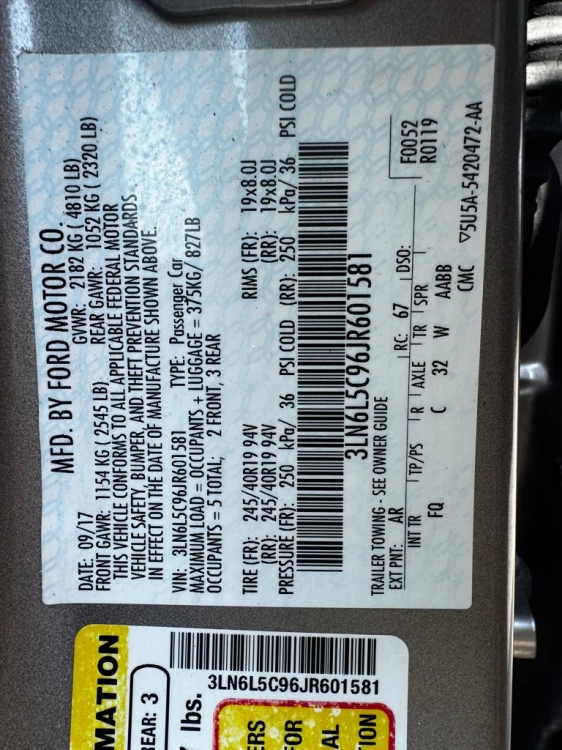 MFD. BY FORD MOTOR CO.
DATE: 09/17 GVWR: 2182 KG ( 4810 LB)
FRONT GAWR: 1154 KG ( 2545 LB) REAR GAWR: 1052 KG ( 2320 LB)
THIS VEHICLE CONFORMS TO ALL APPLICABLE FEDERAL MOTOR
VEHICLE SAFETY, BUMPER, AND THEFT PREVENTION STANDARDS
IN EFFECT ON THE DATE OF MANUFACTURE SHOWN ABOVE.
VIN: 3LN6L5C96JR601581 TYPE: Passenger Car
MAXIMUM LOAD = OCCUPANTS + LUGGAGE = 375KG/ 827LB
OCCUPANTS = 5 TOTAL; 2 FRONT, 3 REAR
TIRE (FR): 245/40R19 94V RIMS (FR): 19x8.0J
(RR): 245/40R19 94V (RR): 19x8.0J
PRESSURE (FR): 250 kPa/ 36 PSI COLD (RR): 250 kPa/ 36 PSI COLD
3LN6L5C96JR601581
TRAILER TOWING - SEE OWNER GUIDE
EXT PNT: AR RC: 67 DSO: F0052
INT TR TP/PS R AXLE TR SPR R0119
FQ C 32 W AABB
CMC ▽5U5A-5420472-AA
MATION
REAR: 3
lbs.
3LN6L5C96JR601581
FOR